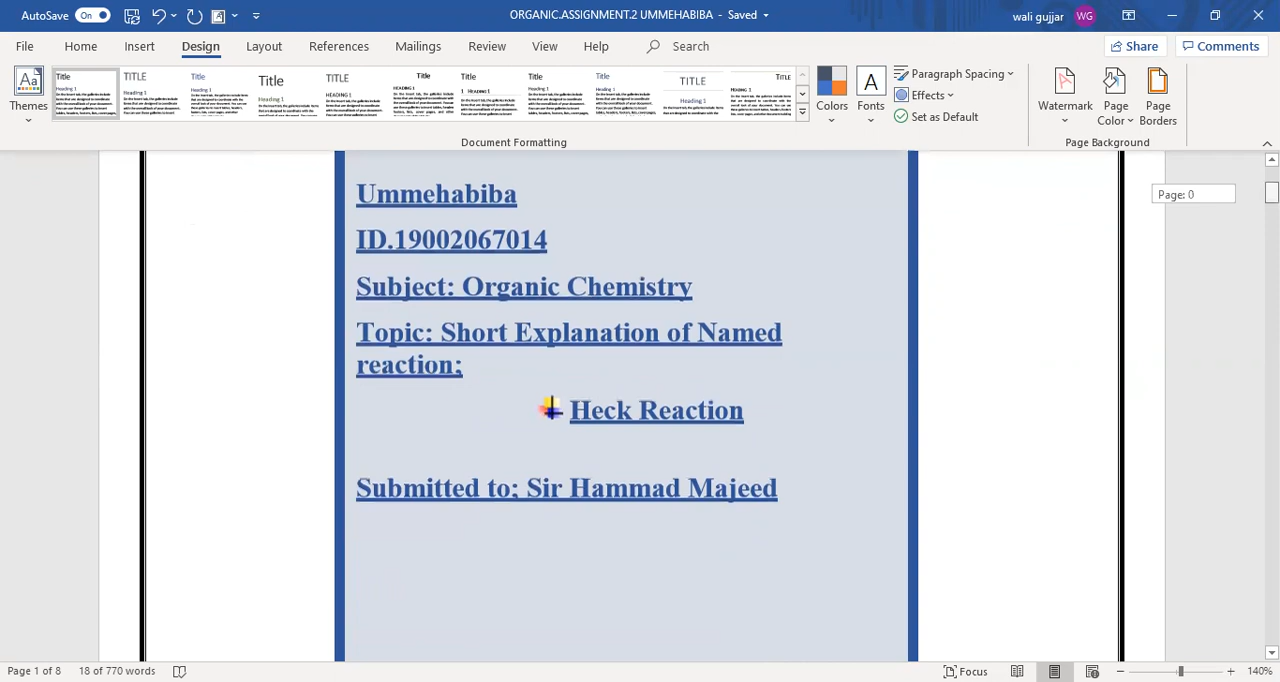 AutoSave On ORGANIC.ASSIGNMENT.2 UMMEHABIBA - Saved wali gujjar WG
File Home Insert Design Layout References Mailings Review View Help Search Share Comments
Themes
Colors
Fonts
Paragraph Spacing
Effects
Set as Default
Watermark
Page Color
Page Borders
Document Formatting
Page Background
Page: 0
Ummehabiba
ID.19002067014
Subject: Organic Chemistry
Topic: Short Explanation of Named
reaction;
Heck Reaction
Submitted to; Sir Hammad Majeed
Page 1 of 8 18 of 770 words Focus 140%